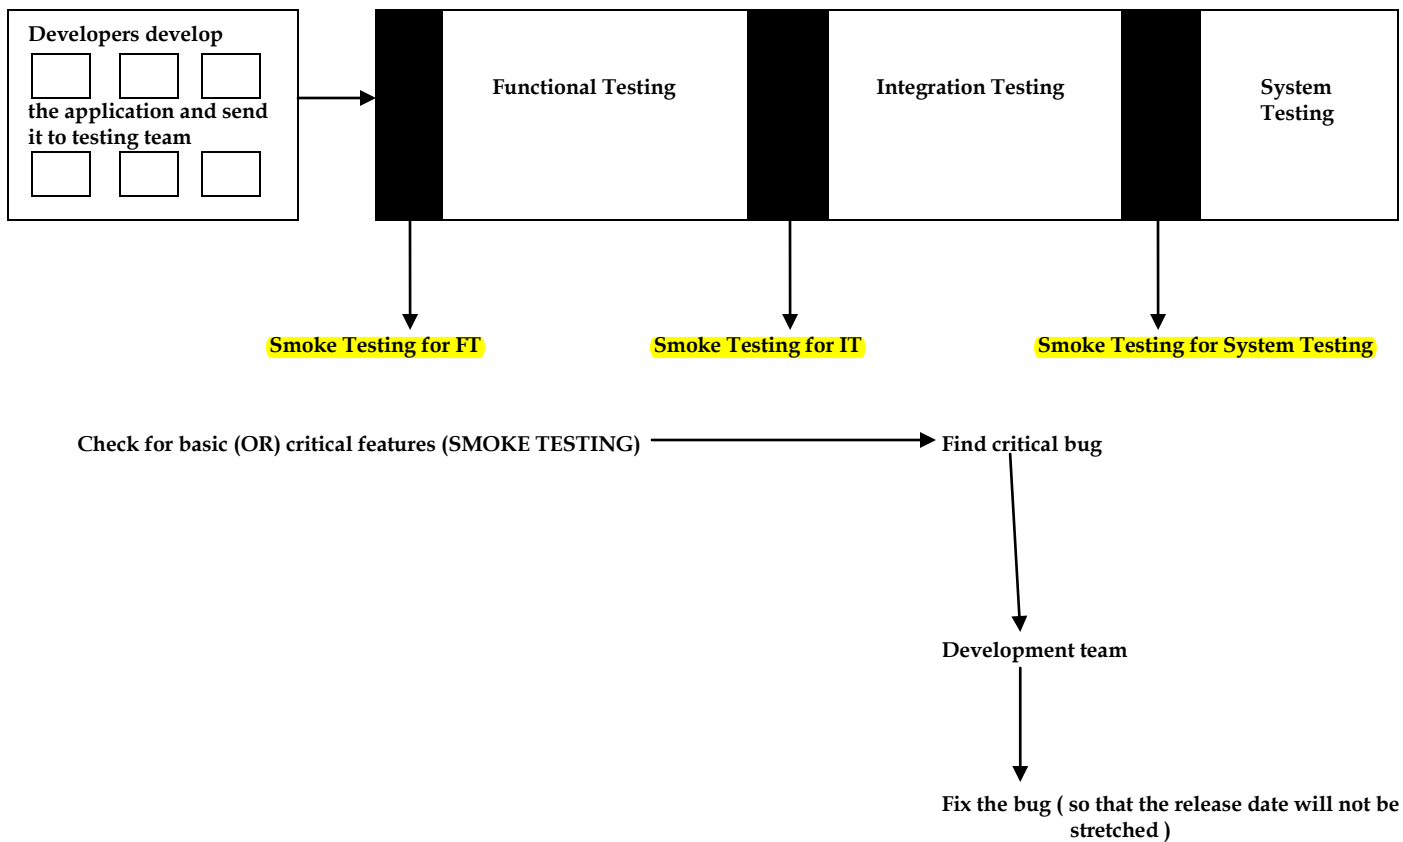 Developers develop
the application and send
it to testing team
Functional Testing
Integration Testing
System
Testing
Smoke Testing for FT
Smoke Testing for IT
Smoke Testing for System Testing
Check for basic (OR) critical features (SMOKE TESTING)
Find critical bug
Development team
Fix the bug ( so that the release date will not be
stretched )